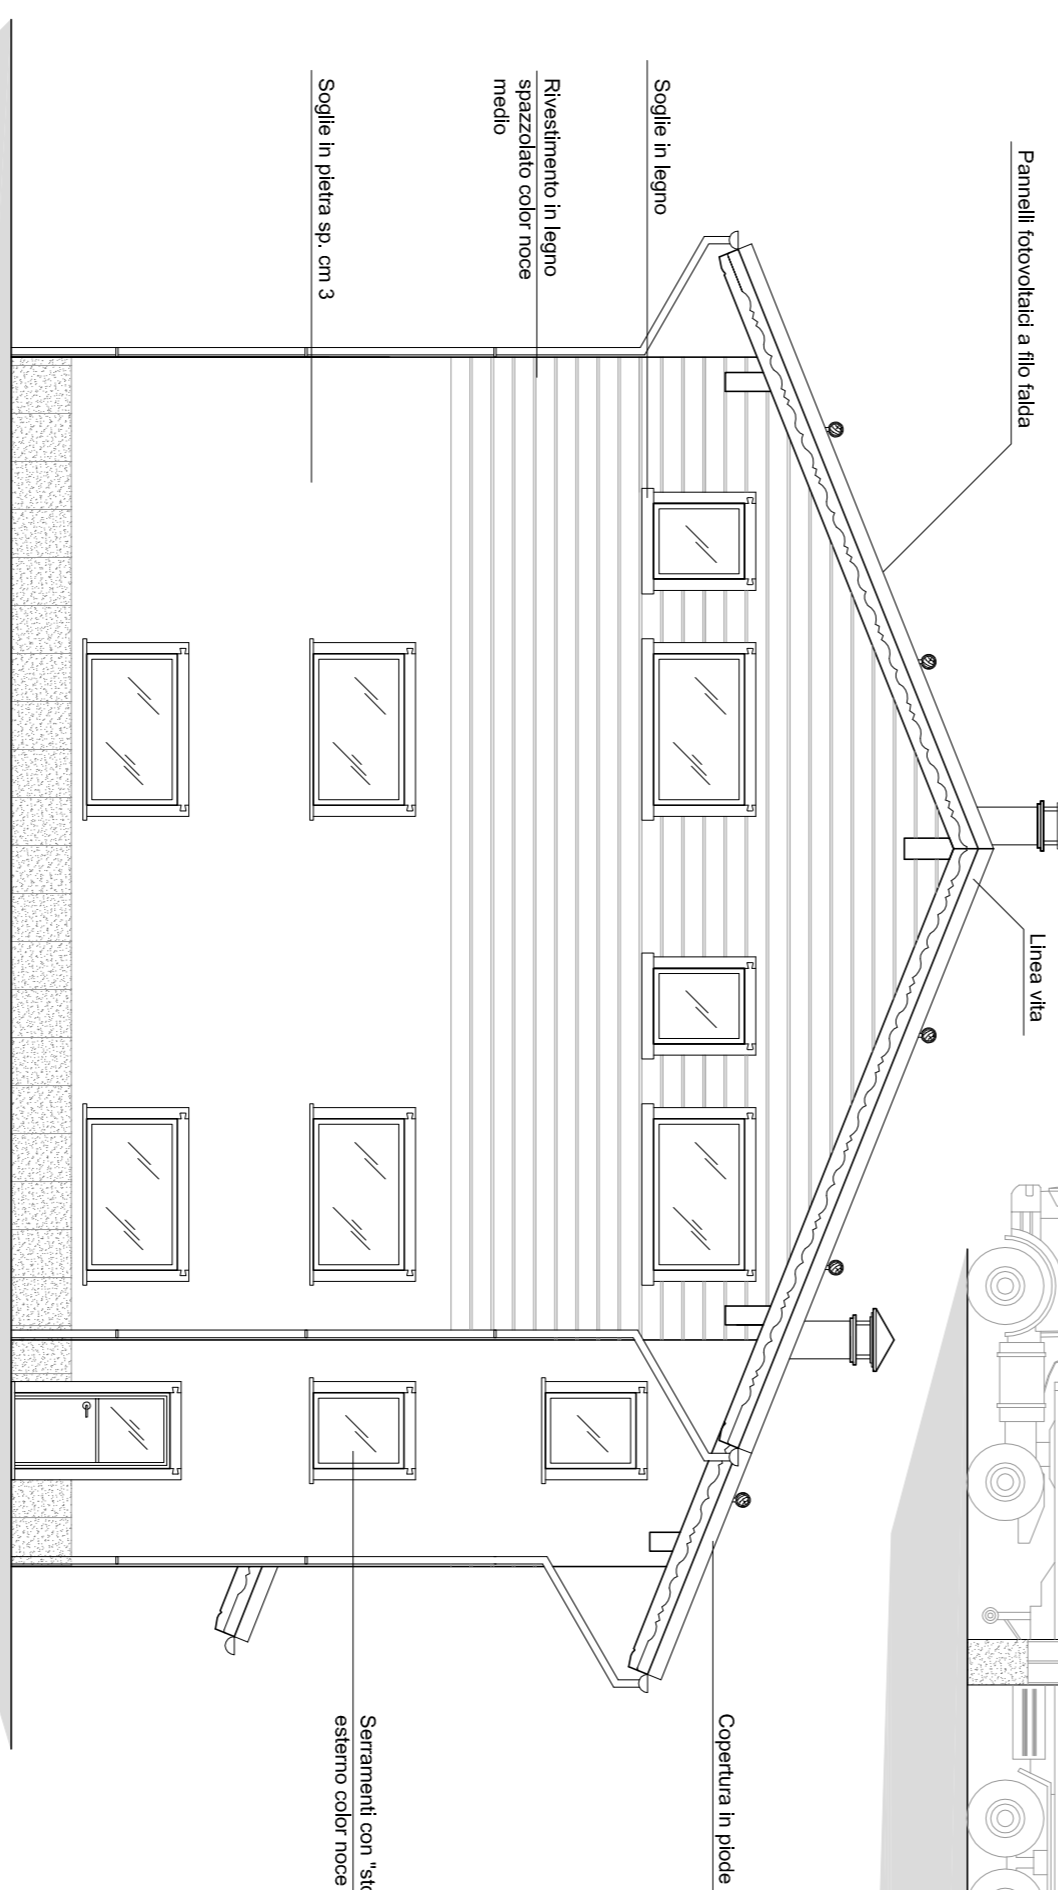 Pannelli fotovoltaici a filo falda
Linea vita
Soglie in legno
Rivestimento in legno
spazzolato color noce
medio
Soglie in pietra sp. cm 3
Copertura in piode
Serramenti con
esterno color noce